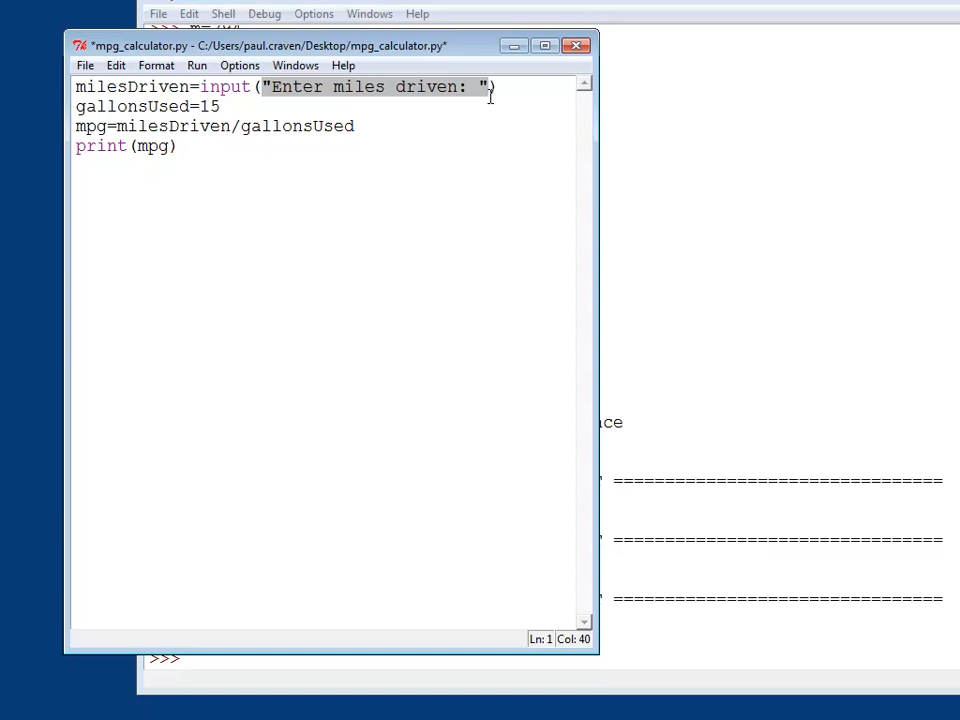 File Edit Shell Debug Options Windows Help
*mpg_calculator.py - C:/Users/paul.craven/Desktop/mpg_calculator.py*
File Edit Format Run Options Windows Help
milesDriven=input("Enter miles driven: ")
gallonsUsed=15
mpg=milesDriven/gallonsUsed
print(mpg)
================================
================================
================================
Ln: 1 Col: 40
>>>